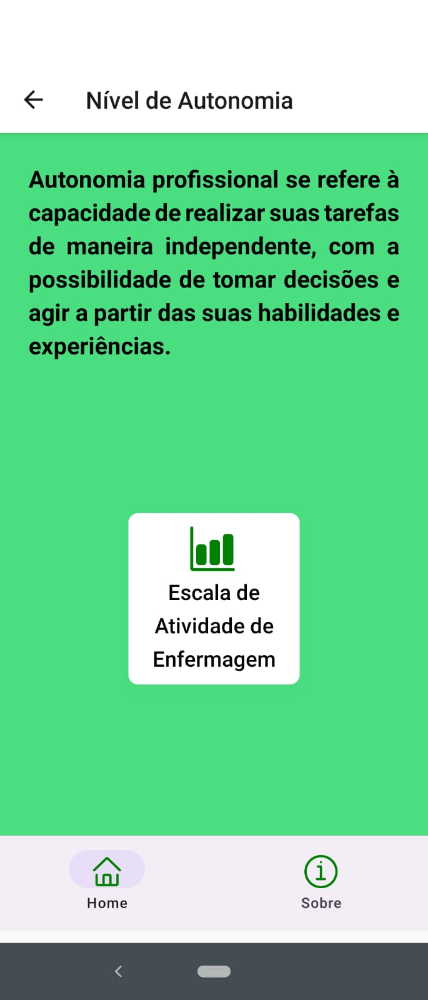 Nível de Autonomia
Autonomia profissional se refere à
capacidade de realizar suas tarefas
de maneira independente, com a
possibilidade de tomar decisões e
agir a partir das suas habilidades e
experiências.
Escala de
Atividade de
Enfermagem
Home
Sobre